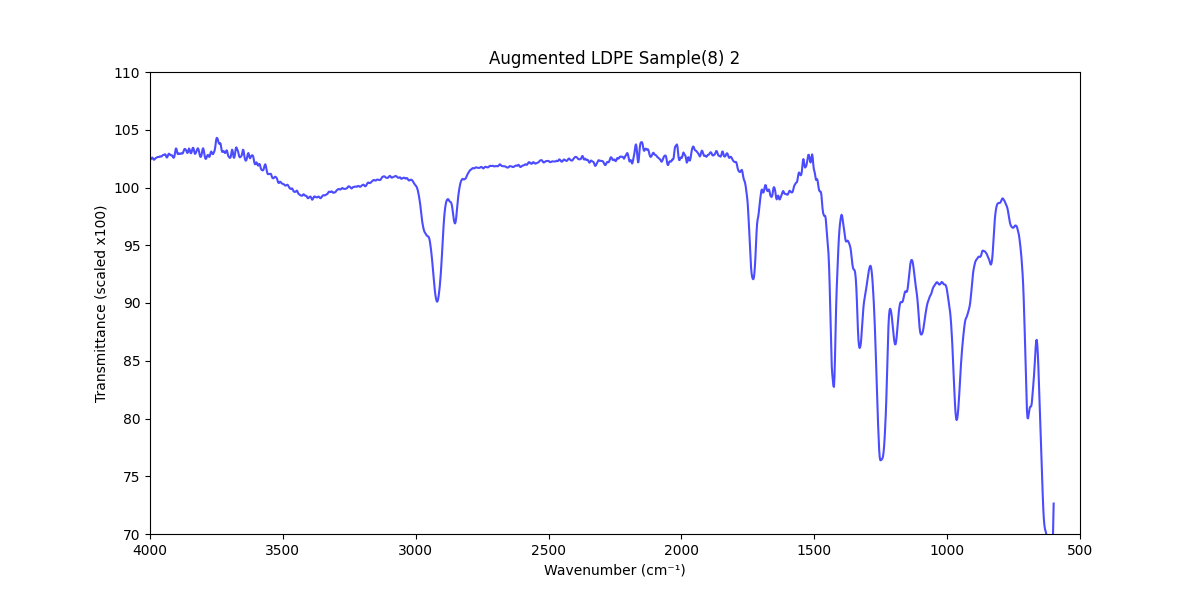 Augmented LDPE Sample(8) 2
110
105
100
95
90
85
80
75
70
Transmittance (scaled x100)
4000 3500 3000 2500 2000 1500 1000 500
Wavenumber (cm⁻¹)